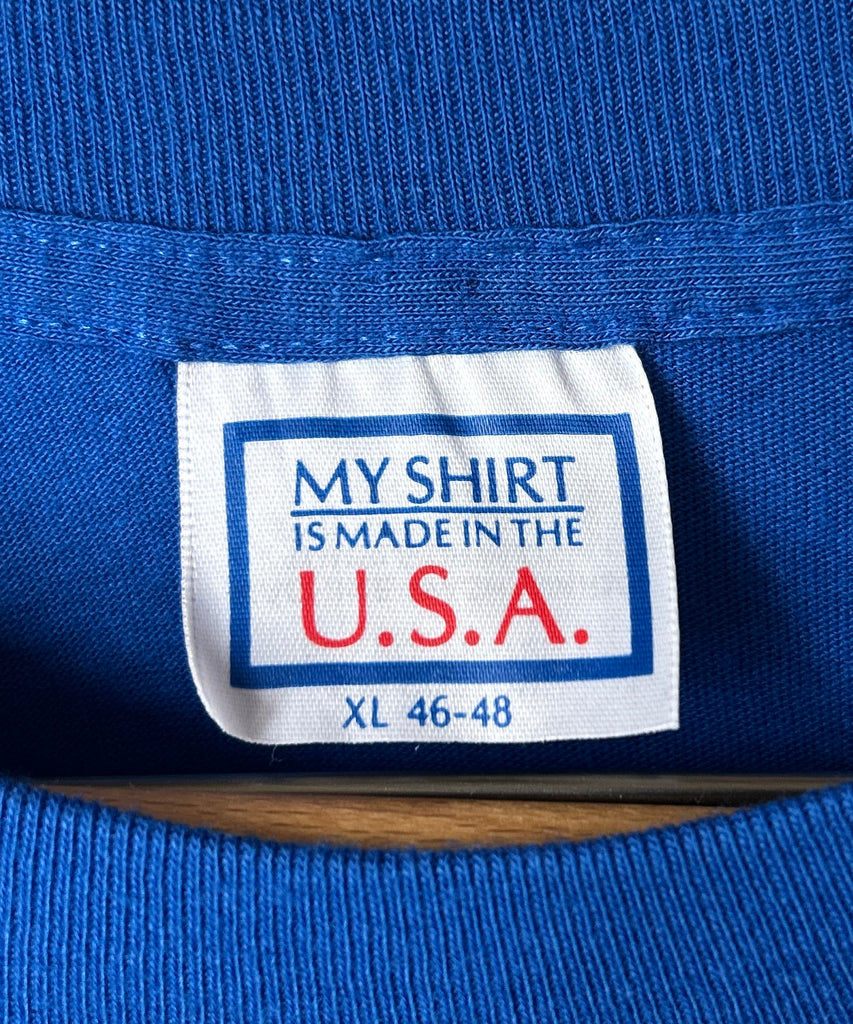 MY SHIRT
IS MADE IN THE
U.S.A.
XL 46-48